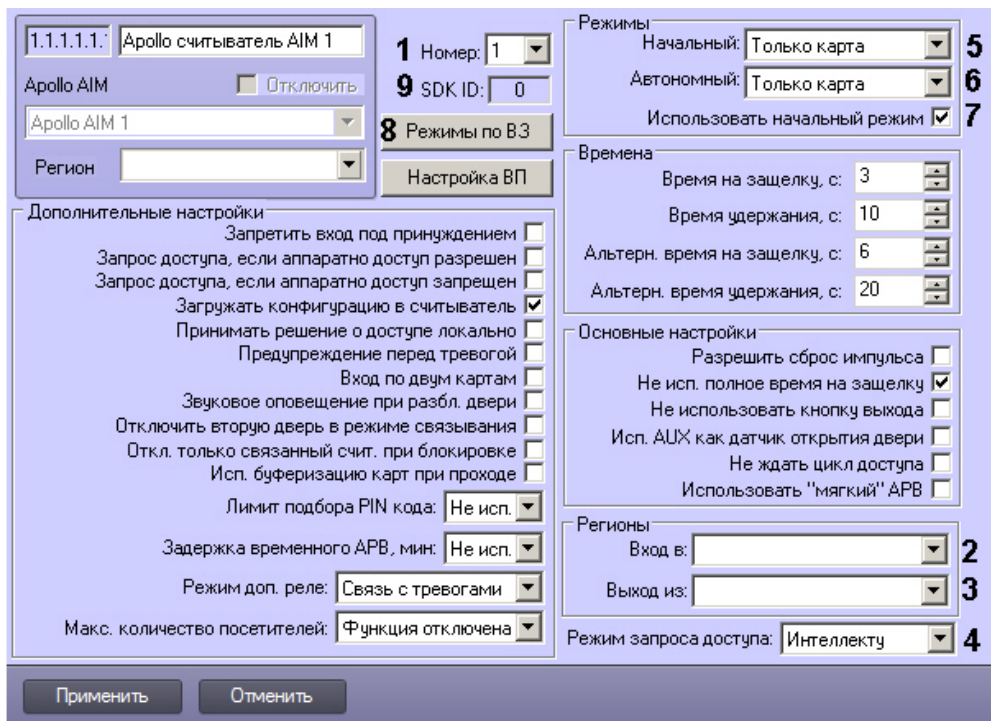 1.1.1.1.1. Apollo считыватель AIM 1
Apollo AIM Отключить
Apollo AIM 1
Регион
1 Номер: 1
9 SDK ID: 0
8 Режимы по ВЗ
Настройка ВП
Режимы
Начальный: Только карта 5
Автономный: Только карта 6
Использовать начальный режим 7
Времена
Время на защелку, с: 3
Время удержания, с: 10
Альтерн. время на защелку, с: 6
Альтерн. время удержания, с: 20
Дополнительные настройки
Запретить вход под принуждением
Запрос доступа, если аппаратно доступ разрешен
Запрос доступа, если аппаратно доступ запрещен
Загружать конфигурацию в считыватель
Принимать решение о доступе локально
Предупреждение перед тревогой
Вход по двум картам
Звуковое оповещение при разбл. двери
Отключить вторую дверь в режиме связывания
Откл. только связанный счит. при блокировке
Исп. буферизацию карт при проходе
Лимит подбора PIN кода: Не исп.
Задержка временного АРВ, мин: Не исп.
Режим доп. реле: Связь с тревогами
Макс. количество посетителей: Функция отключена
Основные настройки
Разрешить сброс импульса
Не исп. полное время на защелку
Не использовать кнопку выхода
Исп. AUX как датчик открытия двери
Не ждать цикл доступа
Использовать "мягкий" АРВ
Регионы
Вход в: 2
Выход из: 3
Режим запроса доступа: Интеллекту 4
Применить Отменить